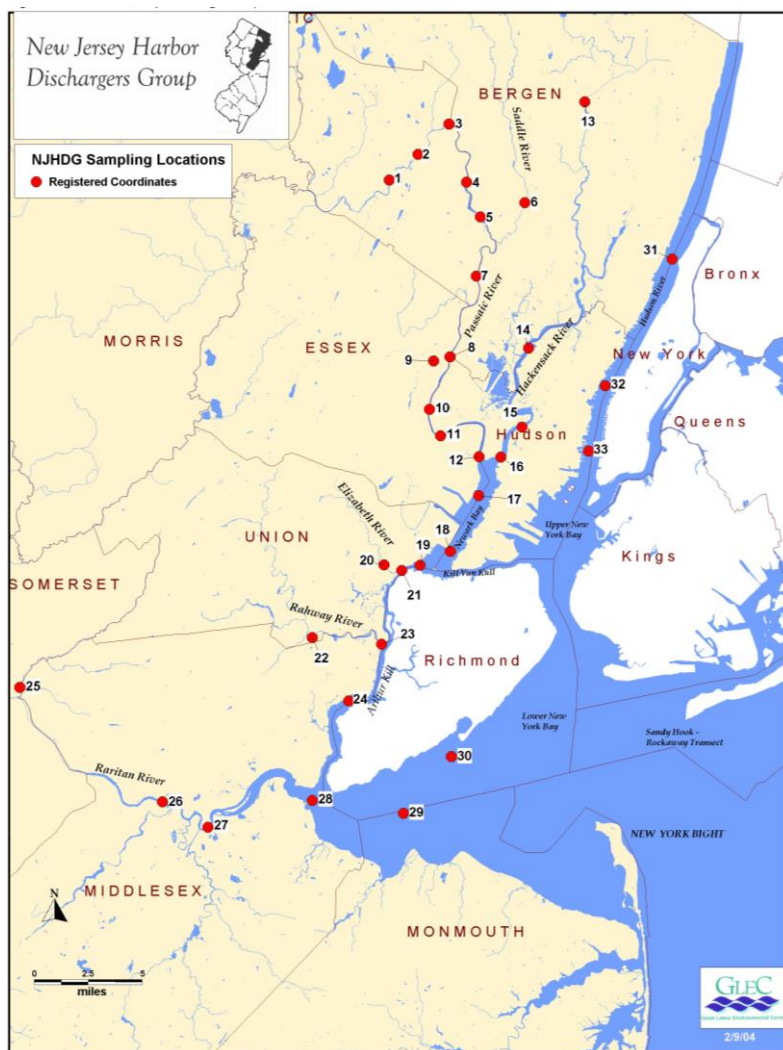 New Jersey Harbor
Dischargers Group
NJHDG Sampling Locations
Registered Coordinates
BERGEN
Saddle River
13
3
2
1
4
5
6
7
31
Bronx
Hudson River
Passaic River
MORRIS
ESSEX
14
Hackensack River
8
9
New York
32
10
15
Queens
11
Hudson
33
12
16
17
Elizabeth River
Newark Bay
Upper New
York Bay
18
UNION
19
Kings
20
Kill Van Kull
SOMERSET
21
Rahway River
23
22
Richmond
25
24
Arthur Kill
Lower New
York Bay
Sandy Hook -
Rockaway Transect
30
Raritan River
26
28
29
27
NEW YORK BIGHT
N
MIDDLESEX
MONMOUTH
0 2.5 5
miles
GLEC
2/9/04